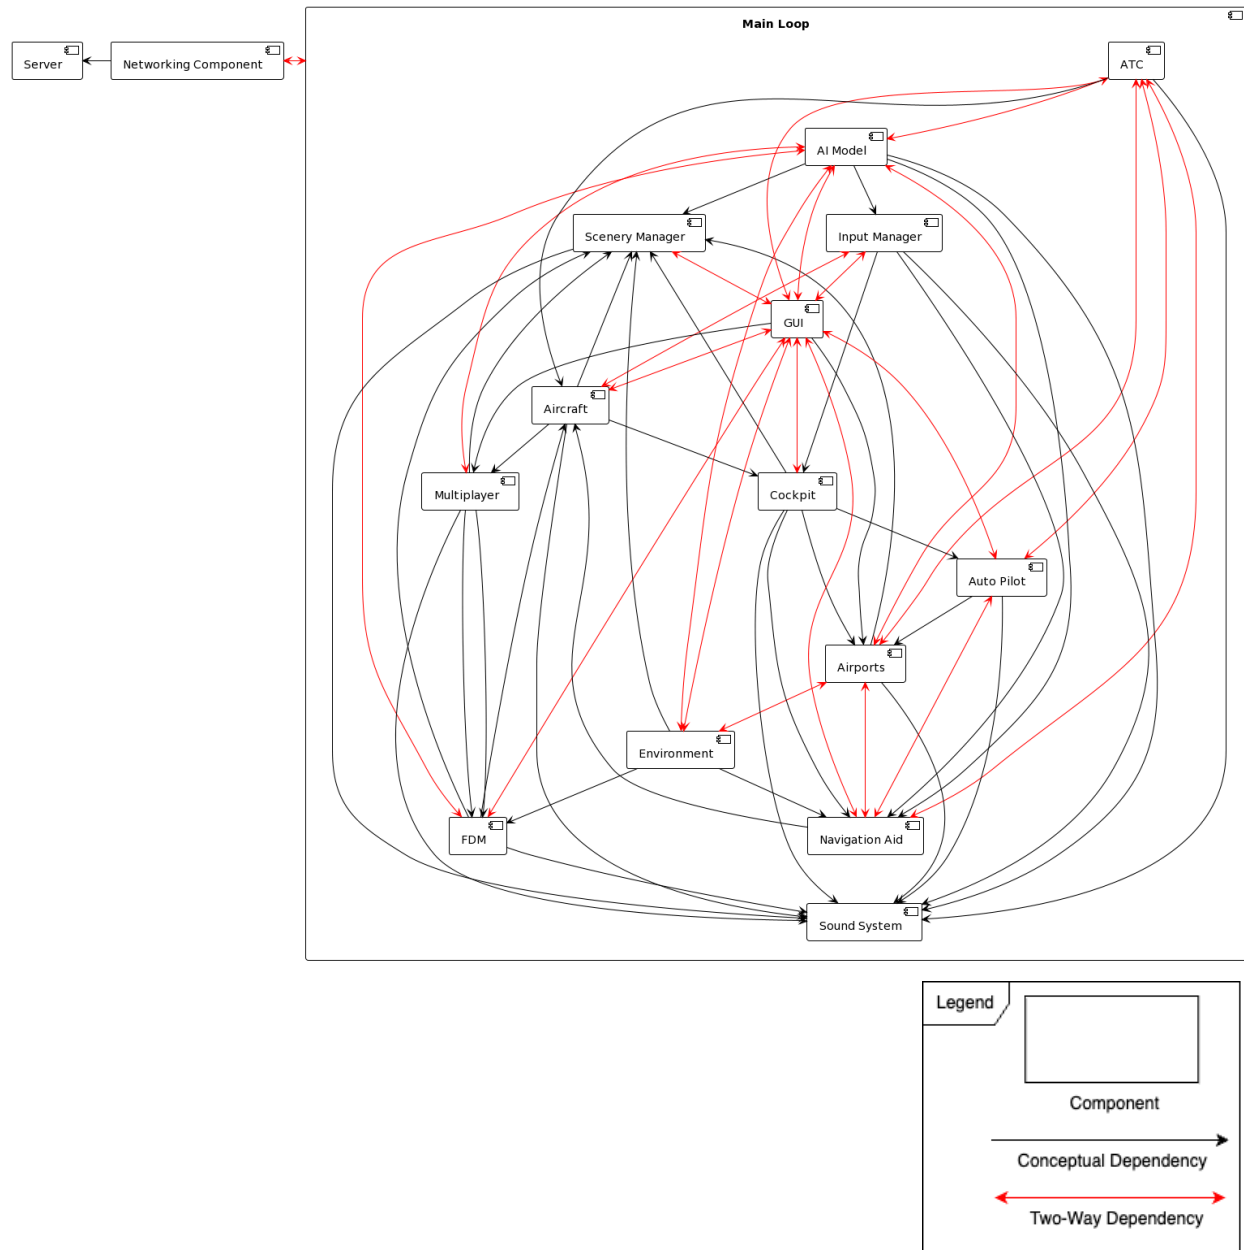 Main Loop
Server
Networking Component
ATC
AI Model
Scenery Manager
Input Manager
GUI
Aircraft
Multiplayer
Cockpit
Auto Pilot
Airports
Environment
FDM
Navigation Aid
Sound System
Legend
Component
Conceptual Dependency
Two-Way Dependency